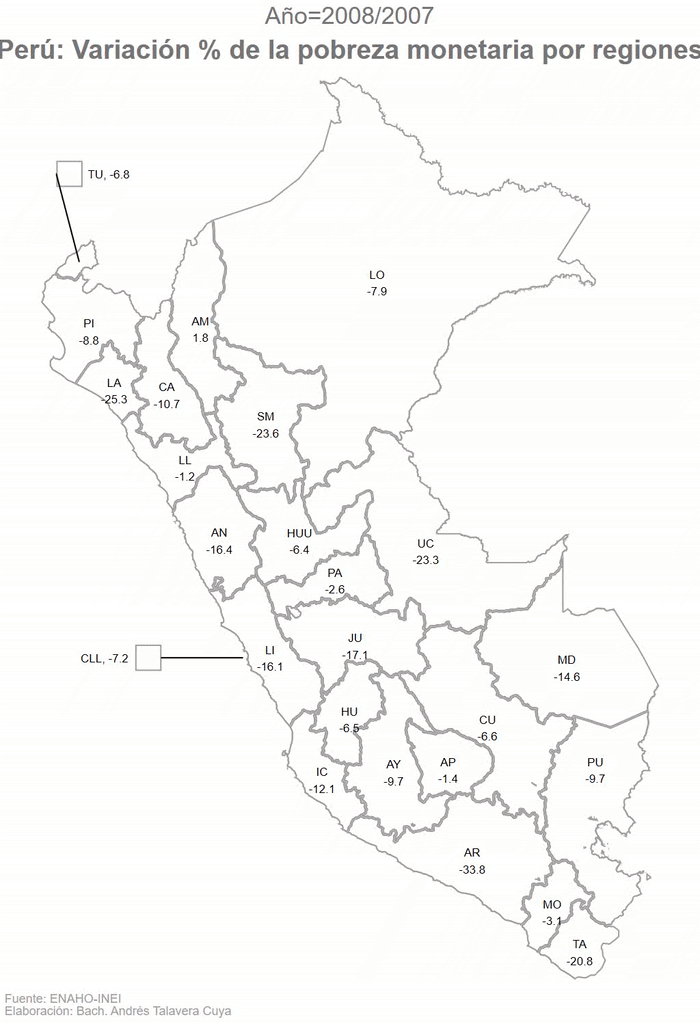 Año=2008/2007
Perú: Variación % de la pobreza monetaria por regiones
TU, -6.8
LO
-7.9
PI
-8.8
AM
1.8
LA
-25.3
CA
-10.7
SM
-23.6
LL
-1.2
AN
-16.4
HUU
-6.4
UC
-23.3
PA
-2.6
CLL, -7.2
LI
-16.1
JU
-17.1
MD
-14.6
HU
-6.5
CU
-6.6
IC
-12.1
AY
-9.7
AP
-1.4
PU
-9.7
AR
-33.8
MO
-3.1
TA
-20.8
Fuente: ENAHO-INEI
Elaboración: Bach. Andrés Talavera Cuya